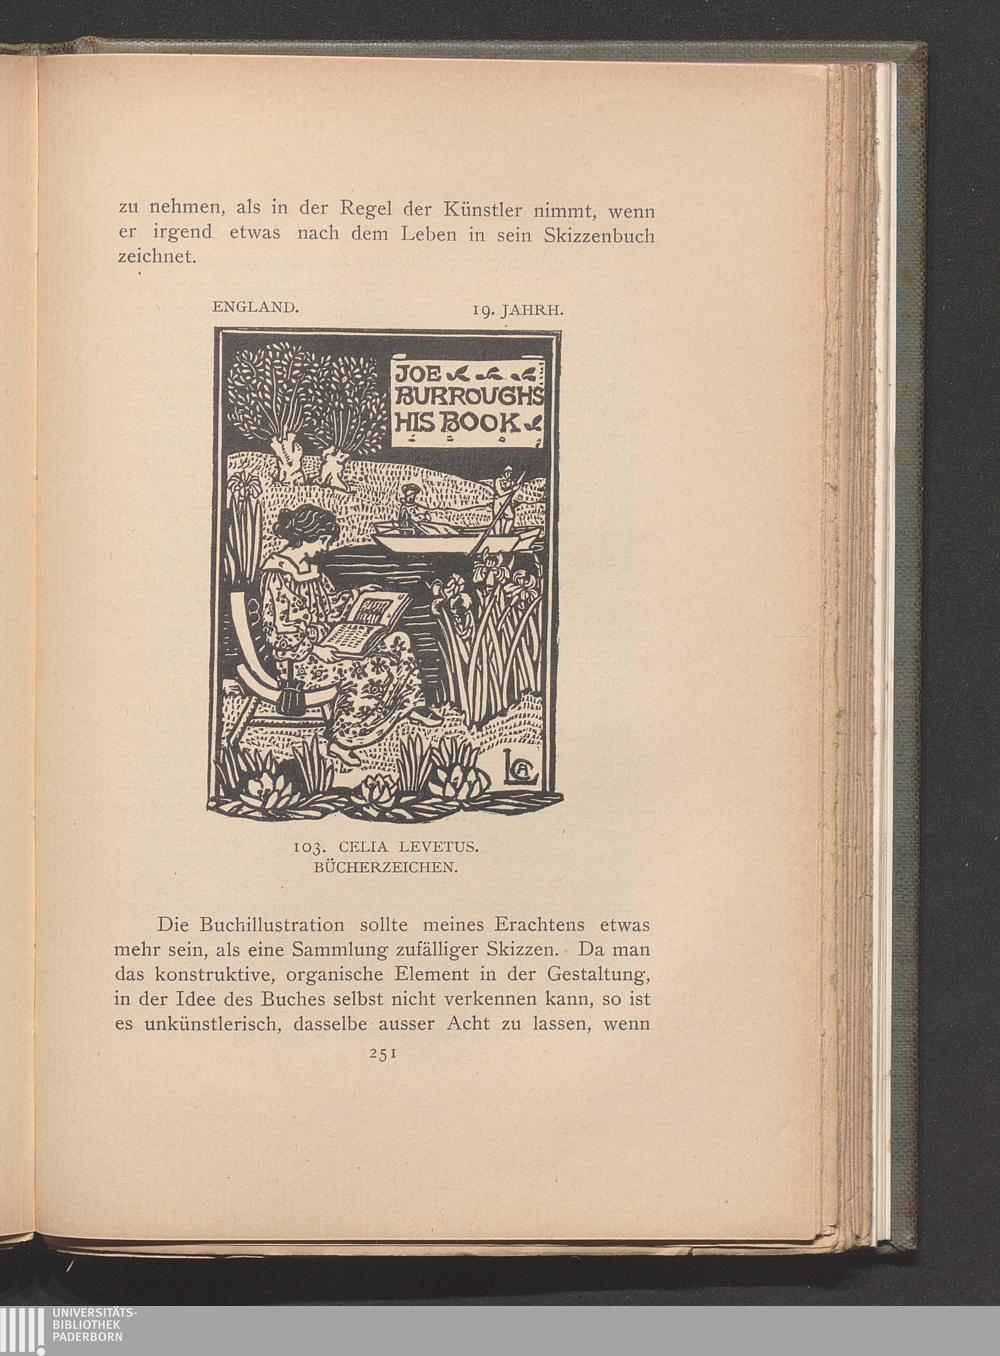 zu nehmen, als in der Regel der Künstler nimmt, wenn
er irgend etwas nach dem Leben in sein Skizzenbuch
zeichnet.
ENGLAND. 19. JAHRH.
JOE
BURROUGHS
HIS BOOK
103. CELIA LEVETUS.
BÜCHERZEICHEN.
Die Buchillustration sollte meines Erachtens etwas
mehr sein, als eine Sammlung zufälliger Skizzen. Da man
das konstruktive, organische Element in der Gestaltung,
in der Idee des Buches selbst nicht verkennen kann, so ist
es unkünstlerisch, dasselbe ausser Acht zu lassen, wenn
251
UNIVERSITÄTS-
BIBLIOTHEK
PADERBORN